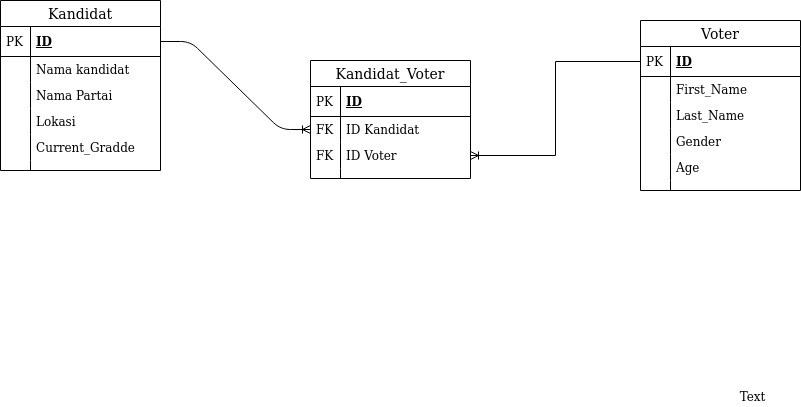 Kandidat
PK ID
Nama kandidat
Nama Partai
Lokasi
Current_Gradde
Kandidat_Voter
PK ID
FK ID Kandidat
FK ID Voter
Voter
PK ID
First_Name
Last_Name
Gender
Age
Text